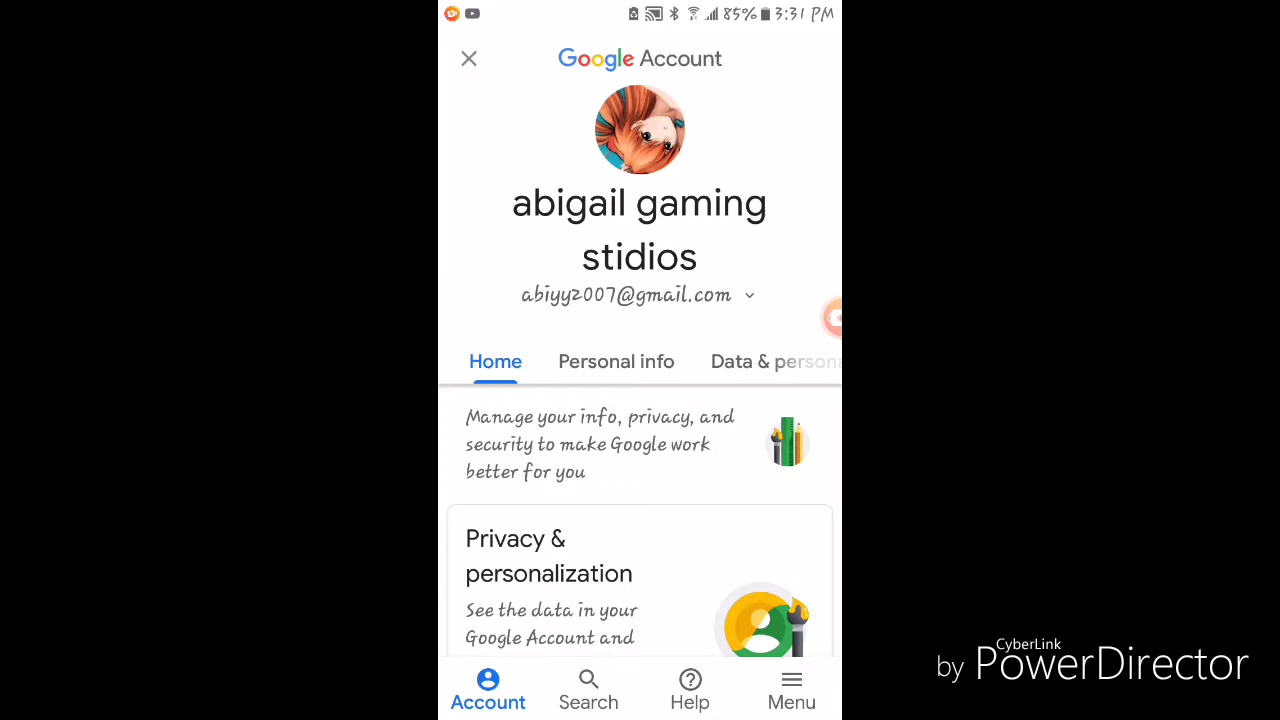 85% 3:31 PM
Google Account
abigail gaming
stidios
abiyy2007@gmail.com
Home Personal info Data & persona
Manage your info, privacy, and
security to make Google work
better for you
Privacy &
personalization
See the data in your
Google Account and
Account Search Help Menu
CyberLink
by PowerDirector